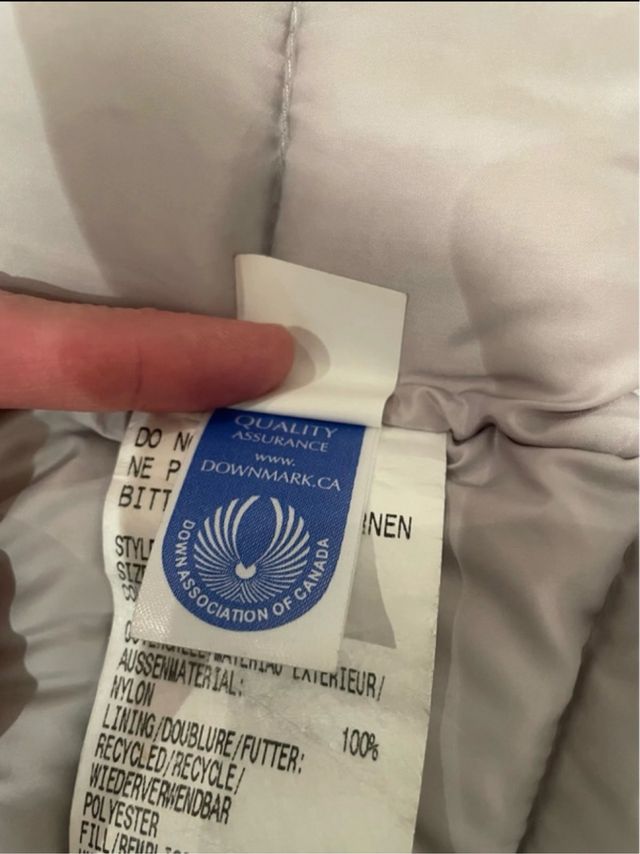 QUALITY
ASSURANCE
www.
DOWNMARK.CA
DOWN ASSOCIATION OF CANADA
DO
NE
BITT
RNEN
EXTERIEUR/
AUSSENMATERIAL:
NYLON 100%
LINING/DOUBLURE/FUTTER:
RECYCLED/RECYCLE/
WIEDERVERWENDBAR
POLYESTER